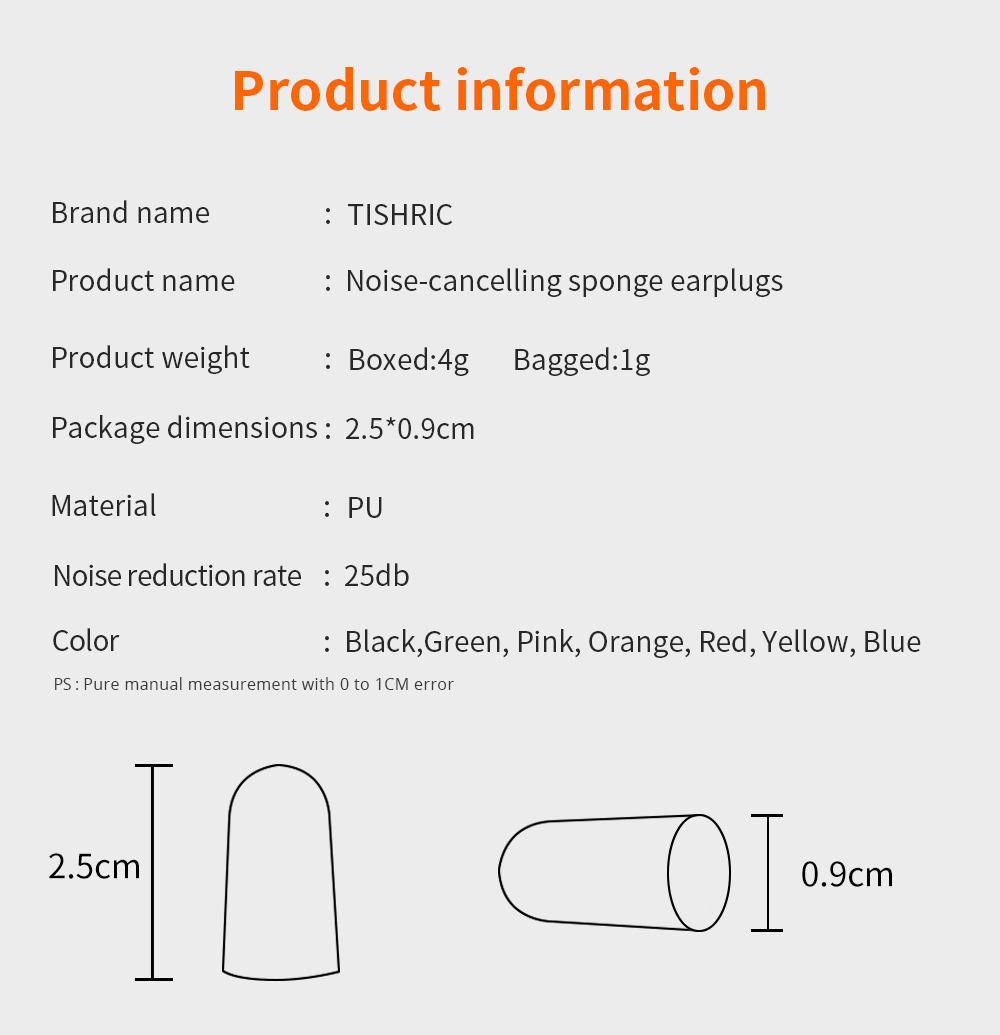 Product information
Brand name : TISHRIC
Product name : Noise-cancelling sponge earplugs
Product weight : Boxed:4g Bagged:1g
Package dimensions : 2.5*0.9cm
Material : PU
Noise reduction rate : 25db
Color : Black,Green, Pink, Orange, Red, Yellow, Blue
PS : Pure manual measurement with 0 to 1CM error
2.5cm
0.9cm